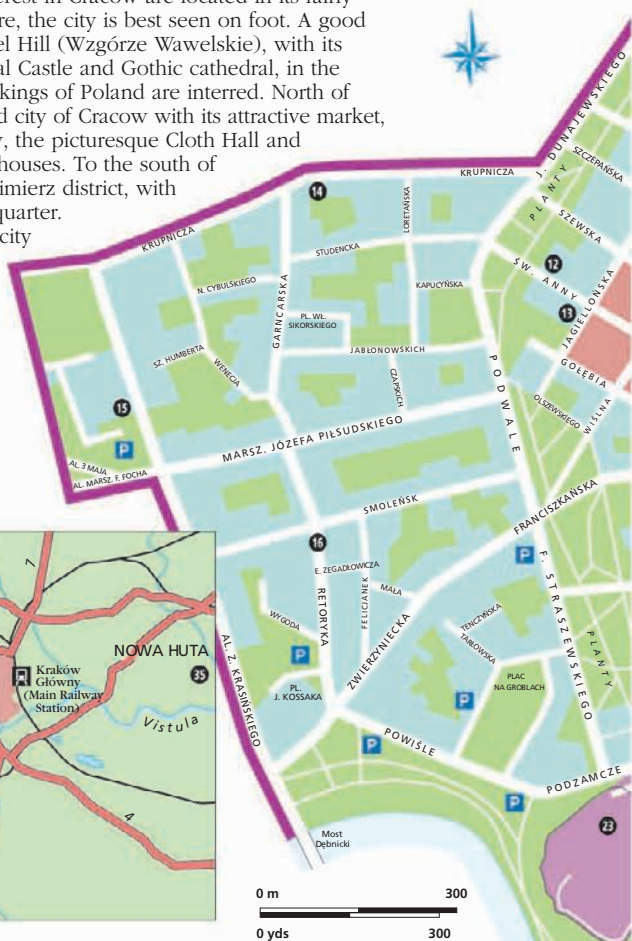 terest in Cracow are located in its fairly
re, the city is best seen on foot. A good
el Hill (Wzgórze Wawelskie), with its
al Castle and Gothic cathedral, in the
kings of Poland are interred. North of
d city of Cracow with its attractive market,
, the picturesque Cloth Hall and
houses. To the south of
imierz district, with
quarter.
city
J. DUNAJEWSKIEGO
PLANTY
SZCZEPAŃSKA
KRUPNICZA
14
LORETAŃSKA
SZEWSKA
KRUPNICZA
STUDENCKA
12
ŚW. ANNY
N. CYBULSKIEGO
GARNCARSKA
KAPUCYŃSKA
13
JAGIELLOŃSKA
PL. WŁ.
SIKORSKIEGO
SZ. HUMBERTA
WENECJA
JABŁONOWSKICH
GOŁĘBIA
CZAPSKICH
PODWALE
OLSZEWSKIEGO
WIŚLNA
15
P
MARSZ. JÓZEFA PIŁSUDSKIEGO
AL. 3 MAJA
AL. MARSZ. F. FOCHA
SMOLEŃSK
FRANCISZKAŃSKA
16
P
E. ZEGADŁOWICZA
RETORYKA
FELICJANEK
MAŁA
F. STRASZEWSKIEGO
WYGODA
ZWIERZYNIECKA
TENCZYŃSKA
TARŁOWSKA
PLANTY
P
AL. Z. KRASIŃSKIEGO
PL.
J. KOSSAKA
PLAC
NA GROBLACH
P
P
POWIŚLE
PODZAMCZE
P
23
Most
Dębnicki
7
NOWA HUTA
35
Kraków
Główny
(Main Railway
Station)
Vistula
4
0 m 300
0 yds 300